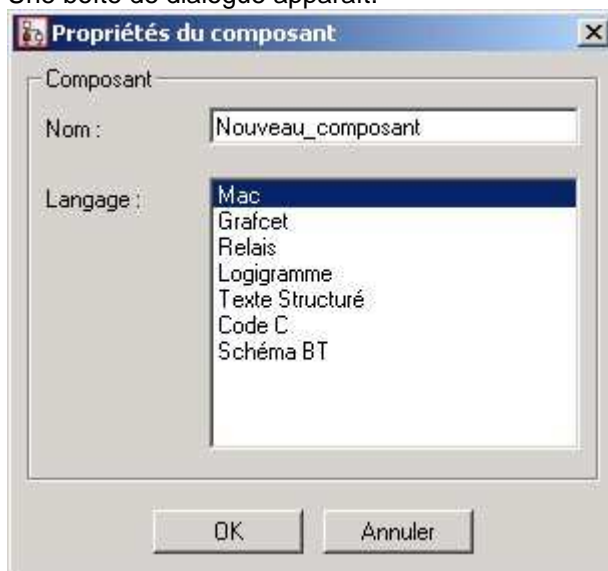 Une boîte de dialogue apparaît:
Propriétés du composant
Composant
Nom :
Nouveau_composant
Langage :
Mac
Grafcet
Relais
Logigramme
Texte Structuré
Code C
Schéma BT
OK
Annuler